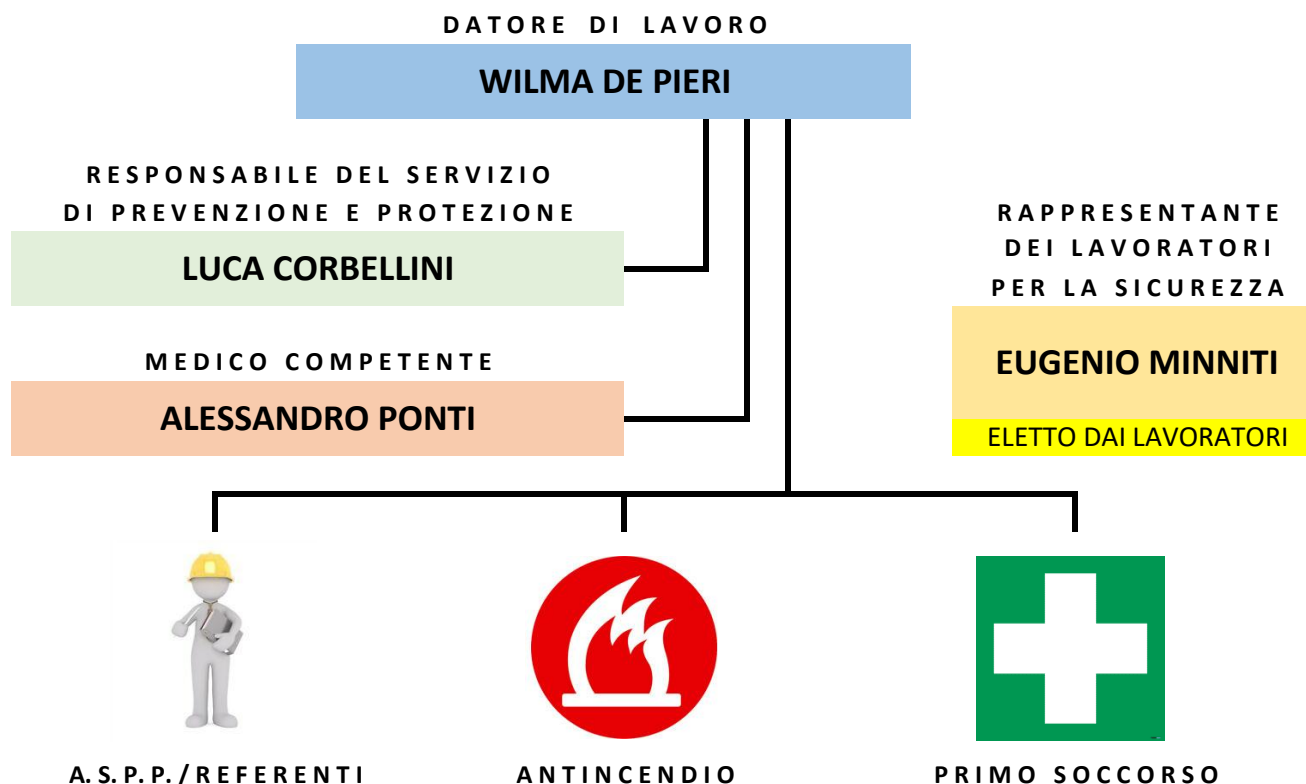 DATORE DI LAVORO
WILMA DE PIERI
RESPONSABILE DEL SERVIZIO
DI PREVENZIONE E PROTEZIONE
LUCA CORBELLINI
MEDICO COMPETENTE
ALESSANDRO PONTI
RAPPRESENTANTE
DEI LAVORATORI
PER LA SICUREZZA
EUGENIO MINNITI
ELETTO DAI LAVORATORI
A.S.P.P./REFERENTI
ANTINCENDIO
PRIMO SOCCORSO